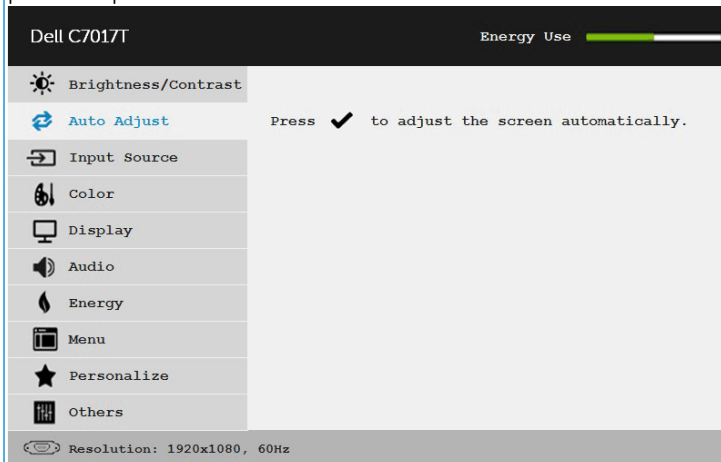 Dell C7017T
Energy Use
Brightness/Contrast
Auto Adjust
Press ✔ to adjust the screen automatically.
Input Source
Color
Display
Audio
Energy
Menu
Personalize
Others
Resolution: 1920x1080, 60Hz